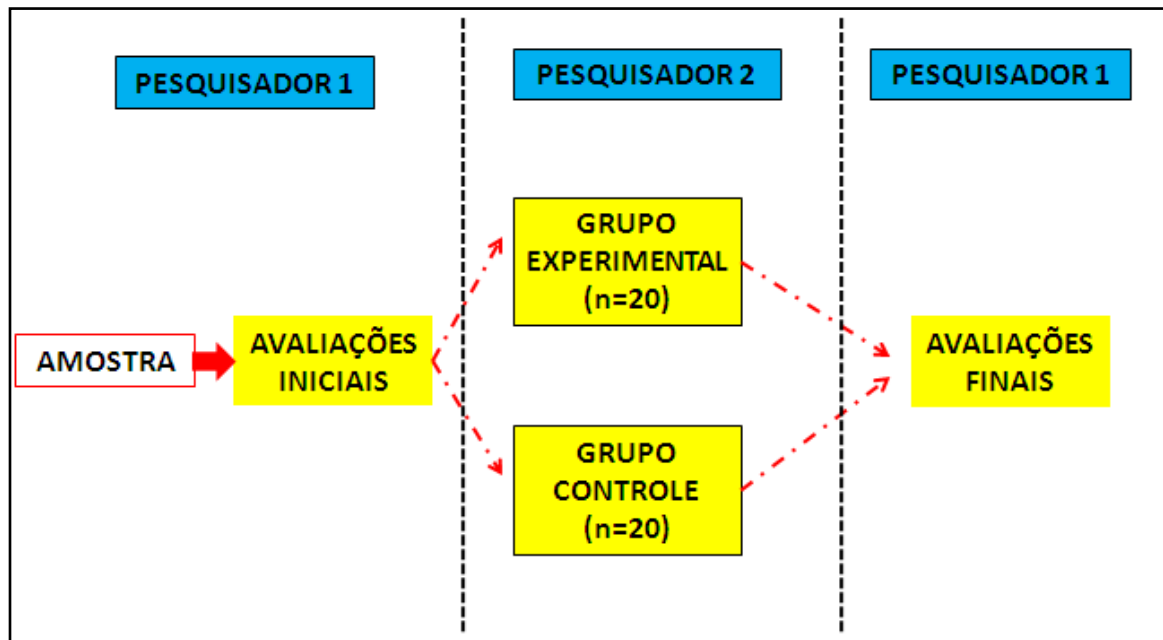 PESQUISADOR 1
PESQUISADOR 2
PESQUISADOR 1
AMOSTRA
AVALIAÇÕES
INICIAIS
GRUPO
EXPERIMENTAL
(n=20)
GRUPO
CONTROLE
(n=20)
AVALIAÇÕES
FINAIS